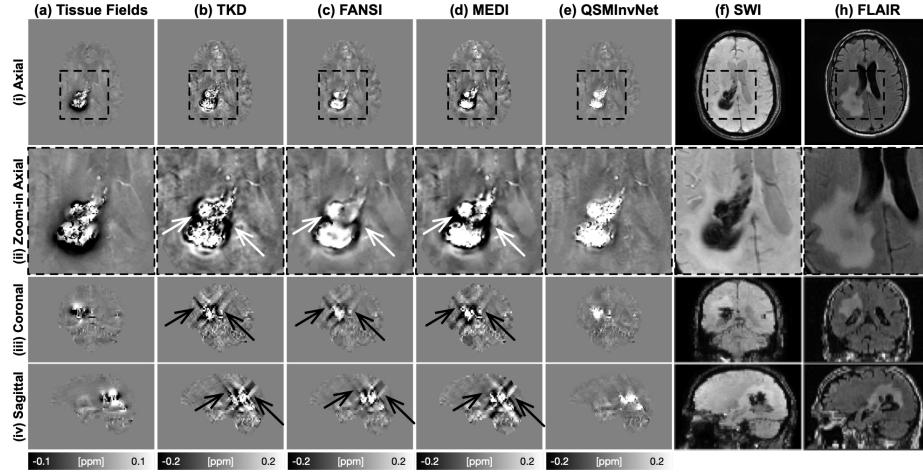 (a) Tissue Fields (b) TKD (c) FANSI (d) MEDI (e) QSMInvNet (f) SWI (h) FLAIR
(i) Axial
(ii) Zoom-in Axial
(iii) Coronal
(iv) Sagittal
-0.1 [ppm] 0.1 -0.2 [ppm] 0.2 -0.2 [ppm] 0.2 -0.2 [ppm] 0.2 -0.2 [ppm] 0.2